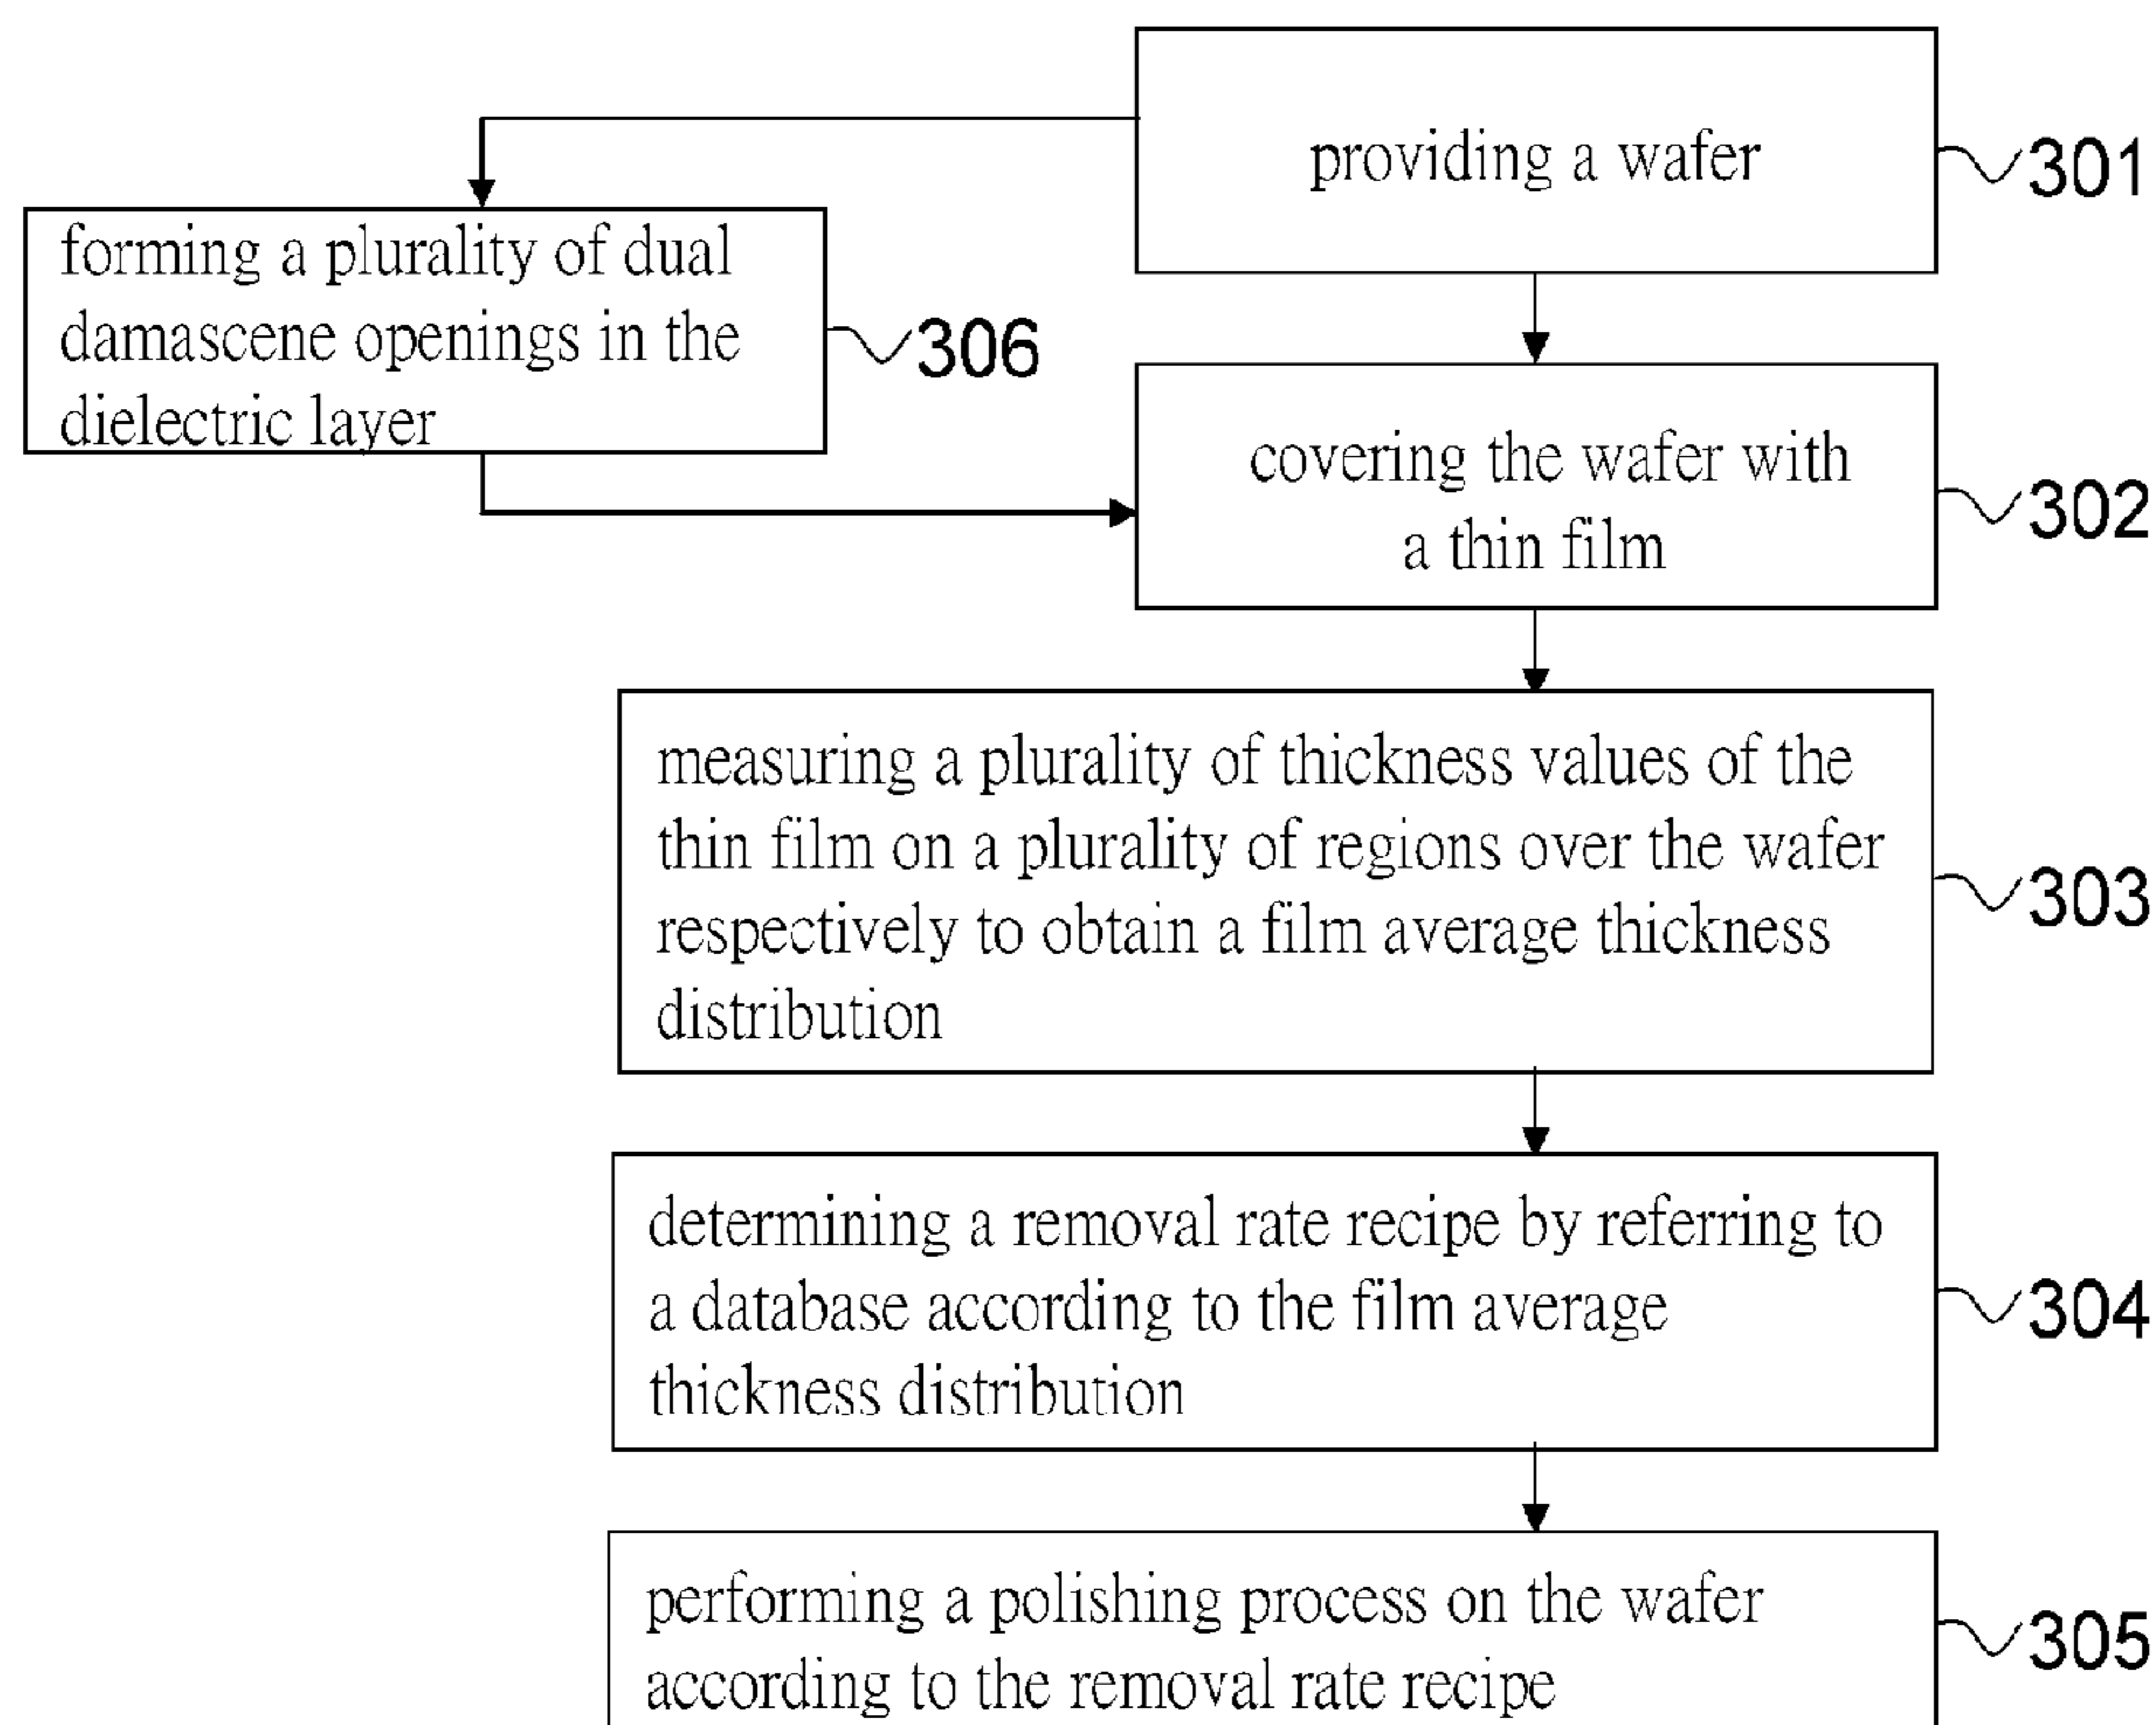 providing a wafer
301
forming a plurality of dual
damascene openings in the
dielectric layer
306
covering the wafer with
a thin film
302
measuring a plurality of thickness values of the
thin film on a plurality of regions over the wafer
respectively to obtain a film average thickness
distribution
303
determining a removal rate recipe by referring to
a database according to the film average
thickness distribution
304
performing a polishing process on the wafer
according to the removal rate recipe
305